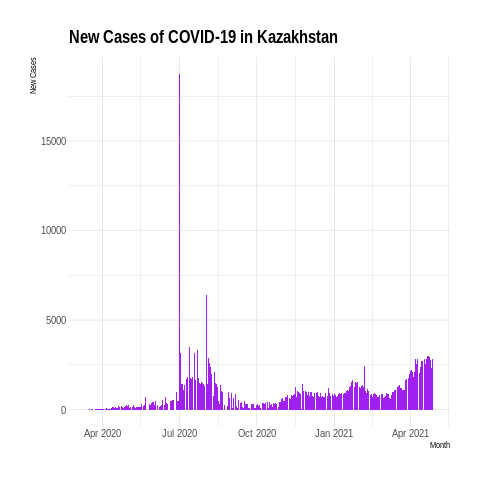 New Cases of COVID-19 in Kazakhstan
New Cases
15000
10000
5000
0
Apr 2020 Jul 2020 Oct 2020 Jan 2021 Apr 2021
Month